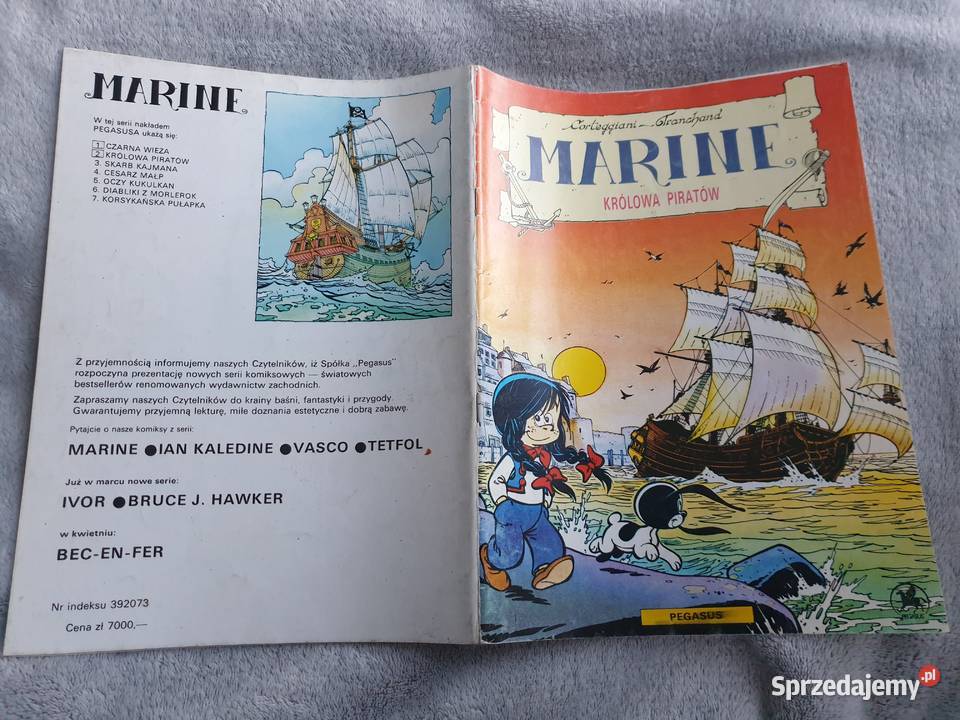 MARINE
W tej serii nakładem
PEGASUSA ukażą się:
1 CZARNA WIEŻA
2 KRÓLOWA PIRATÓW
3. SKARB KAJMANA
4. CESARZ MAŁP
5. OCZY KUKULKAN
6. DIABLIKI Z MORLEROK
7. KORSYKAŃSKA PUŁAPKA
Z przyjemnością informujemy naszych Czytelników, iż Spółka „Pegasus"
rozpoczyna prezentację nowych serii komiksowych — światowych
bestsellerów renomowanych wydawnictw zachodnich.
Zapraszamy naszych Czytelników do krainy baśni, fantastyki i przygody.
Gwarantujemy przyjemną lekturę, miłe doznania estetyczne i dobrą zabawę.
Pytajcie o nasze komiksy z serii:
MARINE ●IAN KALEDINE ●VASCO ●TETFOL
Już w marcu nowe serie:
IVOR ●BRUCE J. HAWKER
w kwietniu:
BEC-EN-FER
Nr indeksu 392073
Cena zł 7000,—
Corteggiani - Tranchand
MARINE
KRÓLOWA PIRATÓW
PEGASUS
Sprzedajemy.pl